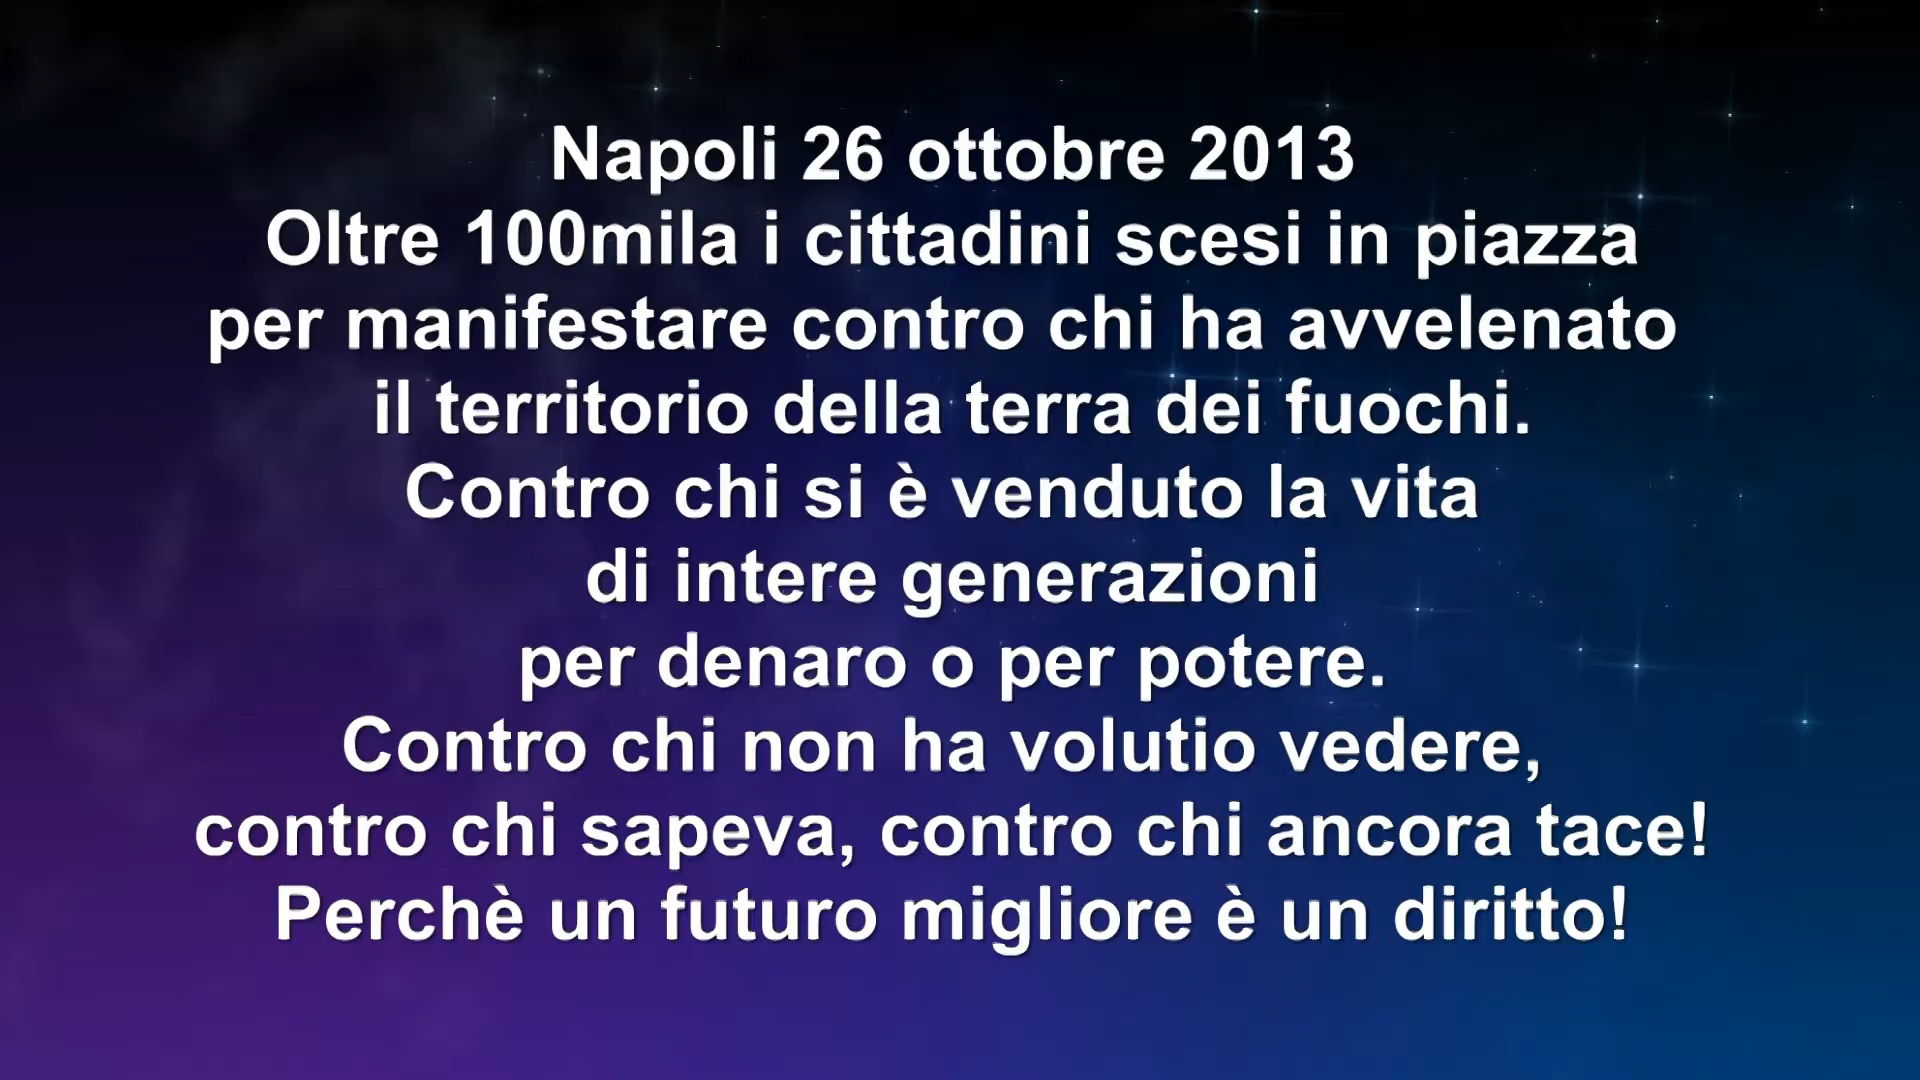 Napoli 26 ottobre 2013
Oltre 100mila i cittadini scesi in piazza
per manifestare contro chi ha avvelenato
il territorio della terra dei fuochi.
Contro chi si è venduto la vita
di intere generazioni
per denaro o per potere.
Contro chi non ha volutio vedere,
contro chi sapeva, contro chi ancora tace!
Perchè un futuro migliore è un diritto!